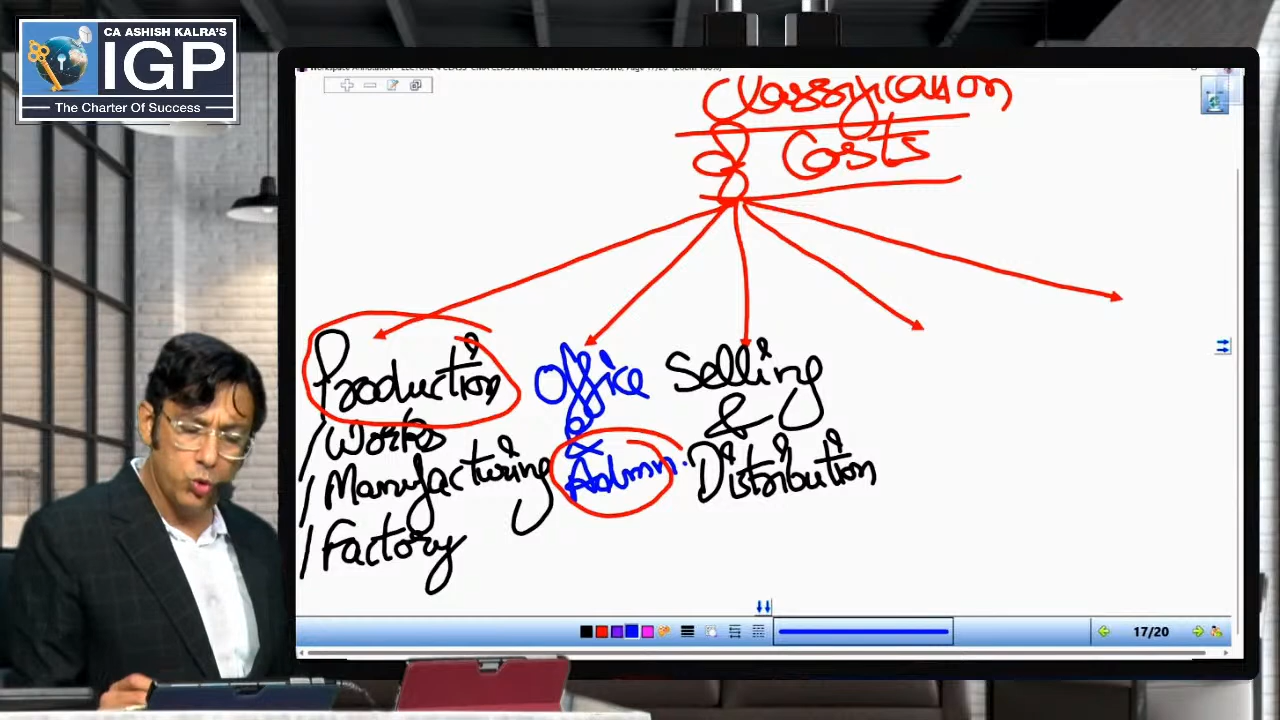 CA ASHISH KALRA'S
IGP
The Charter Of Success
Classification
of Costs
Production
/Works
/Manufacturing
/Factory
Office
&
Admn.
Selling
&
Distribution
17/20